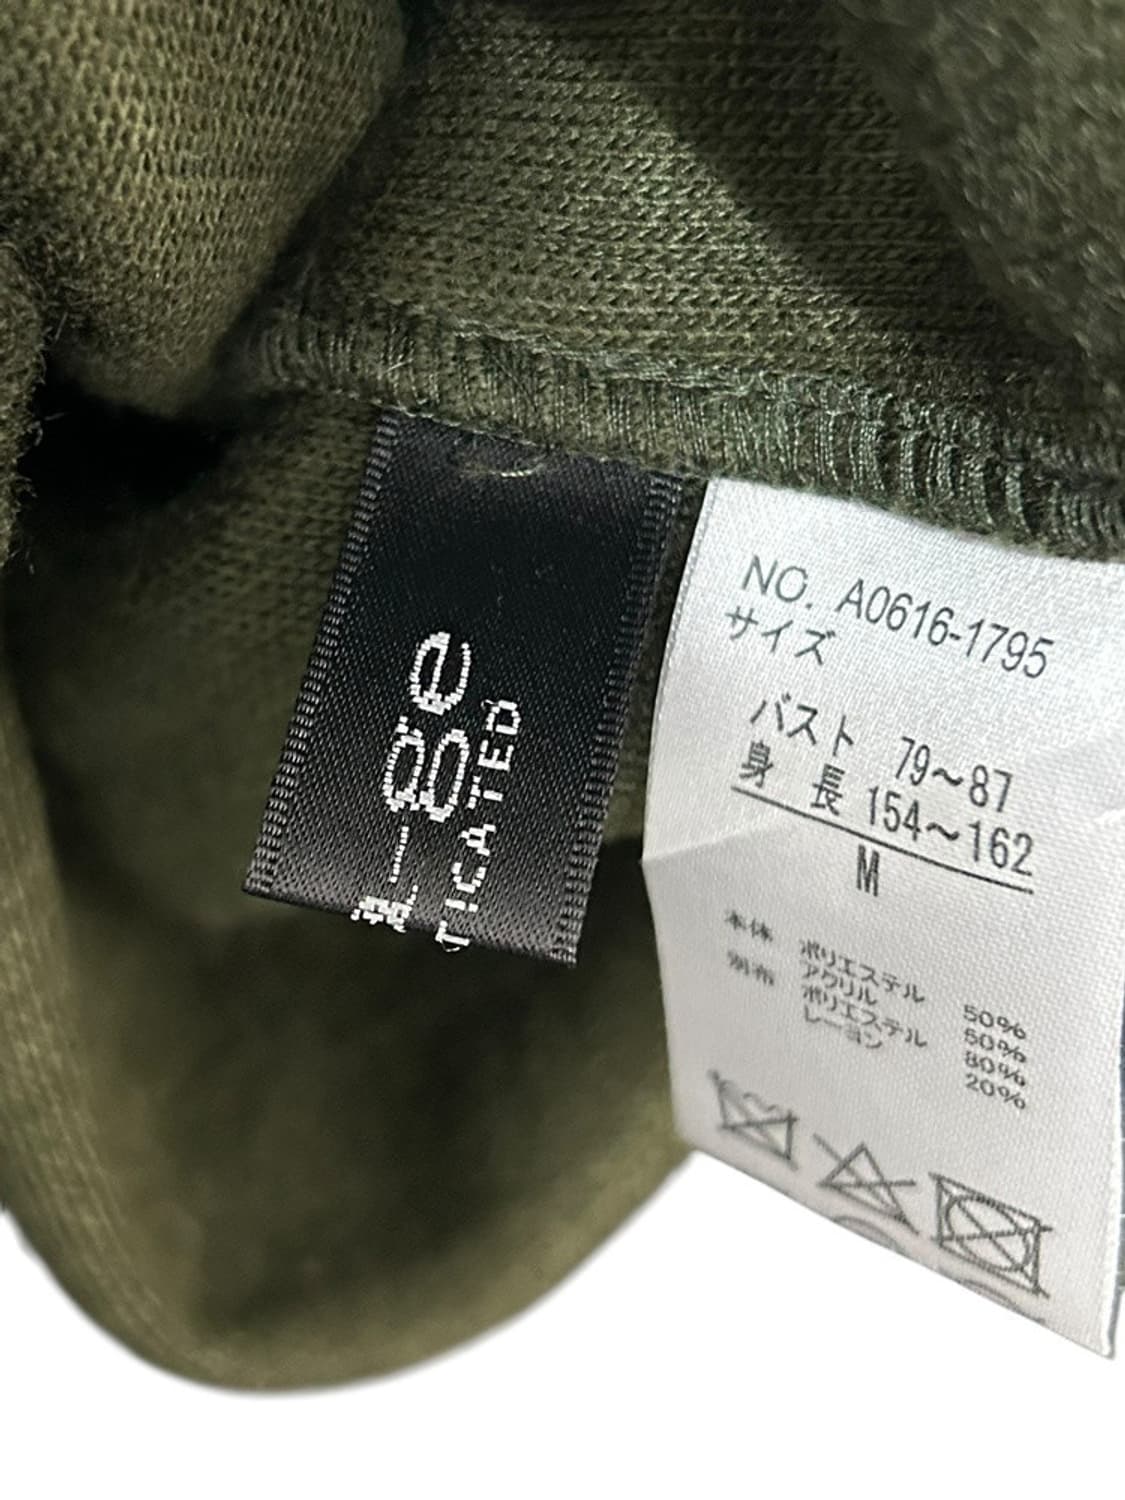 l-ge
ge
TICATED
NO. A0616-1795
サイズ
バスト 79～87
身 長 154～162
M
本体 ポリエステル 50%
アクリル 50%
別布 ポリエステル 80%
レーヨン 20%